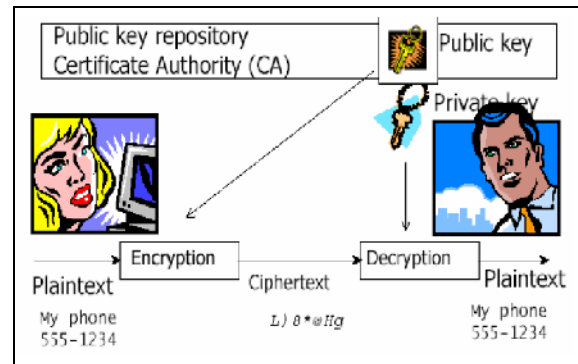 Public key repository
Certificate Authority (CA)
Public key
Private key
Encryption
Decryption
Plaintext
Ciphertext
Plaintext
My phone
555-1234
L)8*@Hg
My phone
555-1234